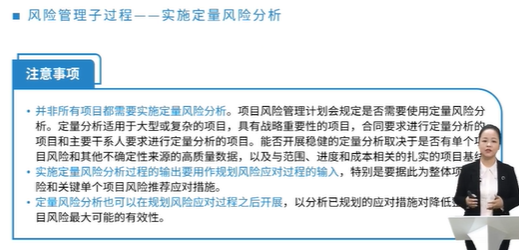 风险管理子过程——实施定量风险分析
注意事项
并非所有项目都需要实施定量风险分析。项目风险管理计划会规定是否需要使用定量风险分
析。定量分析适用于大型或复杂的项目，具有战略重要性的项目，合同要求进行定量分析的
项目和主要干系人要求进行定量分析的项目。能否开展稳健的定量分析取决于是否有单个
目风险和其他不确定性来源的高质量数据，以及与范围、进度和成本相关的扎实的项目基
实施定量风险分析过程的输出要用作规划风险应对过程的输入，特别是要据此为整体项
险和关键单个项目风险推荐应对措施。
定量风险分析也可以在规划风险应对过程之后开展，以分析已规划的应对措施对降低
目风险最大可能的有效性。